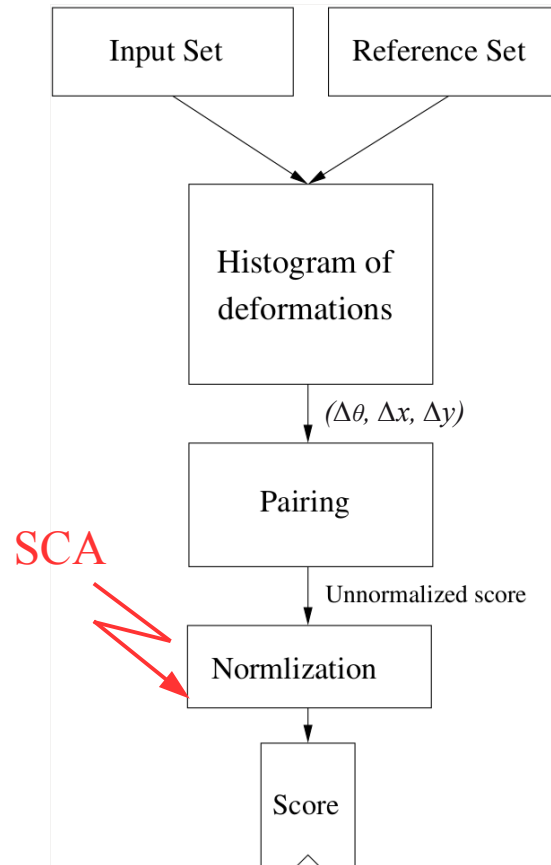 Input Set
Reference Set
Histogram of
deformations
(Δθ, Δx, Δy)
Pairing
SCA
Unnormalized score
Normlization
Score